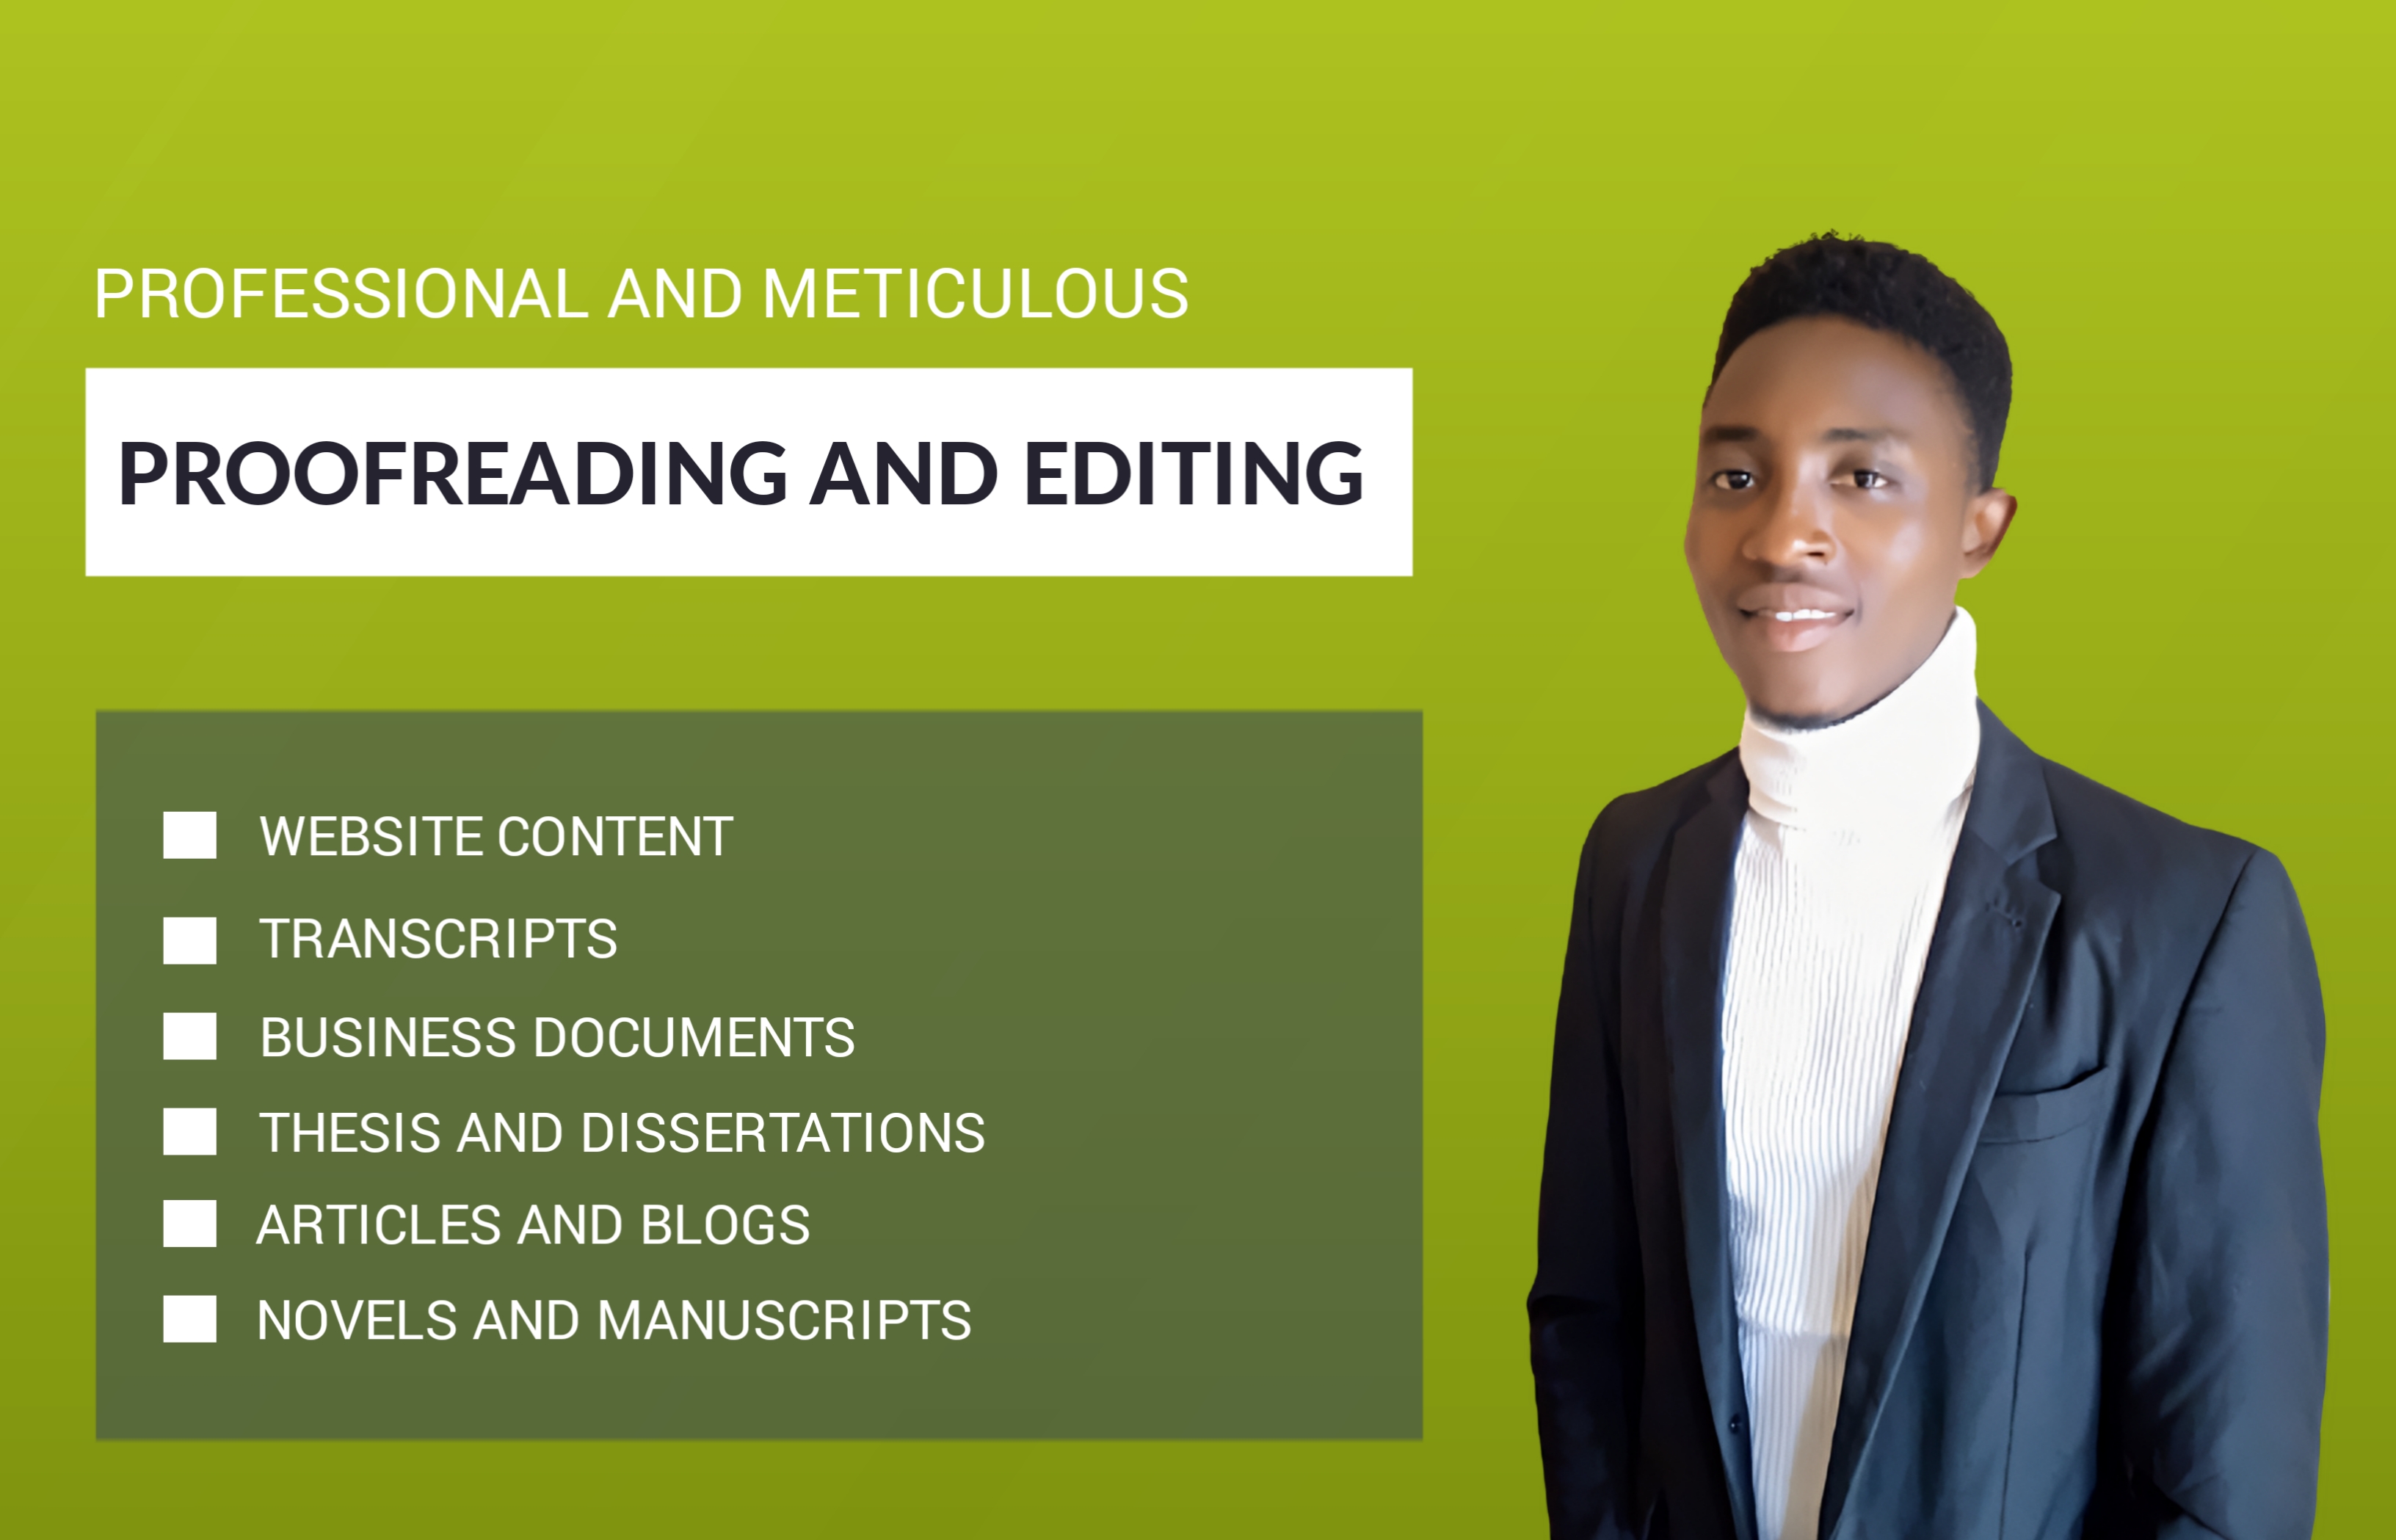 PROFESSIONAL AND METICULOUS
PROOFREADING AND EDITING
WEBSITE CONTENT
TRANSCRIPTS
BUSINESS DOCUMENTS
THESIS AND DISSERTATIONS
ARTICLES AND BLOGS
NOVELS AND MANUSCRIPTS